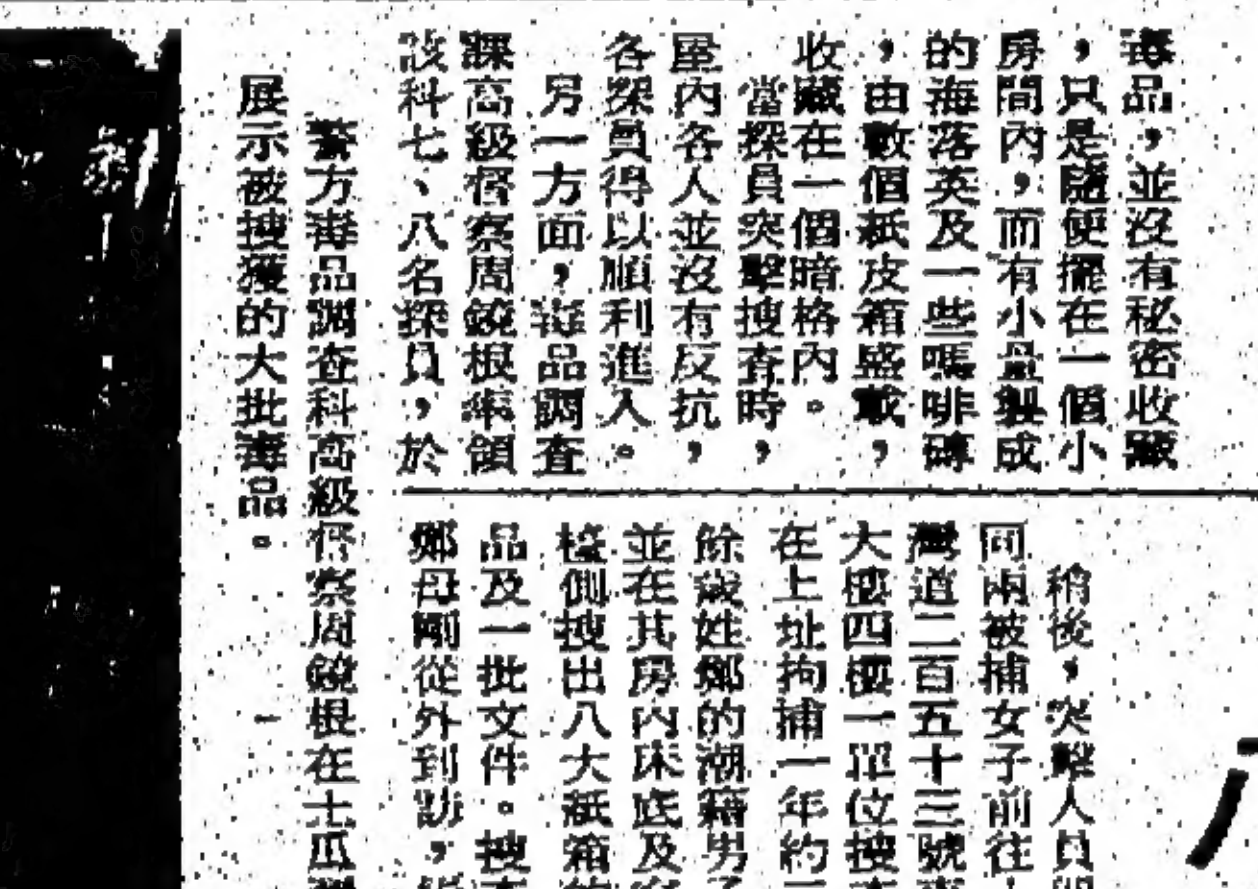 毒品，並沒有秘密收藏
，只是隨便擺在一個小
房間內，而有小量製成
的海落英及一些嗎啡磚
，由數個紙皮箱盛載，
收藏在一個暗格內。
當探員突擊搜查時，
屋內各人並沒有反抗，
各探員得以順利進入。
另一方面，毒品調查
課高級督察周鏡根率領
該科七、八名探員，於
稍後，突擊人員
同兩被捕女子前往
灣道二百五十三號
大樓四樓一單位搜
在上址拘捕一年約
餘歲姓鄭的潮籍男子
並在其房內床底及
檯側搜出八大紙箱
品及一批文件。搜
鄭母剛從外到訪，
警方毒品調查科高級督察周鏡根在土瓜灣
展示被搜獲的大批毒品。